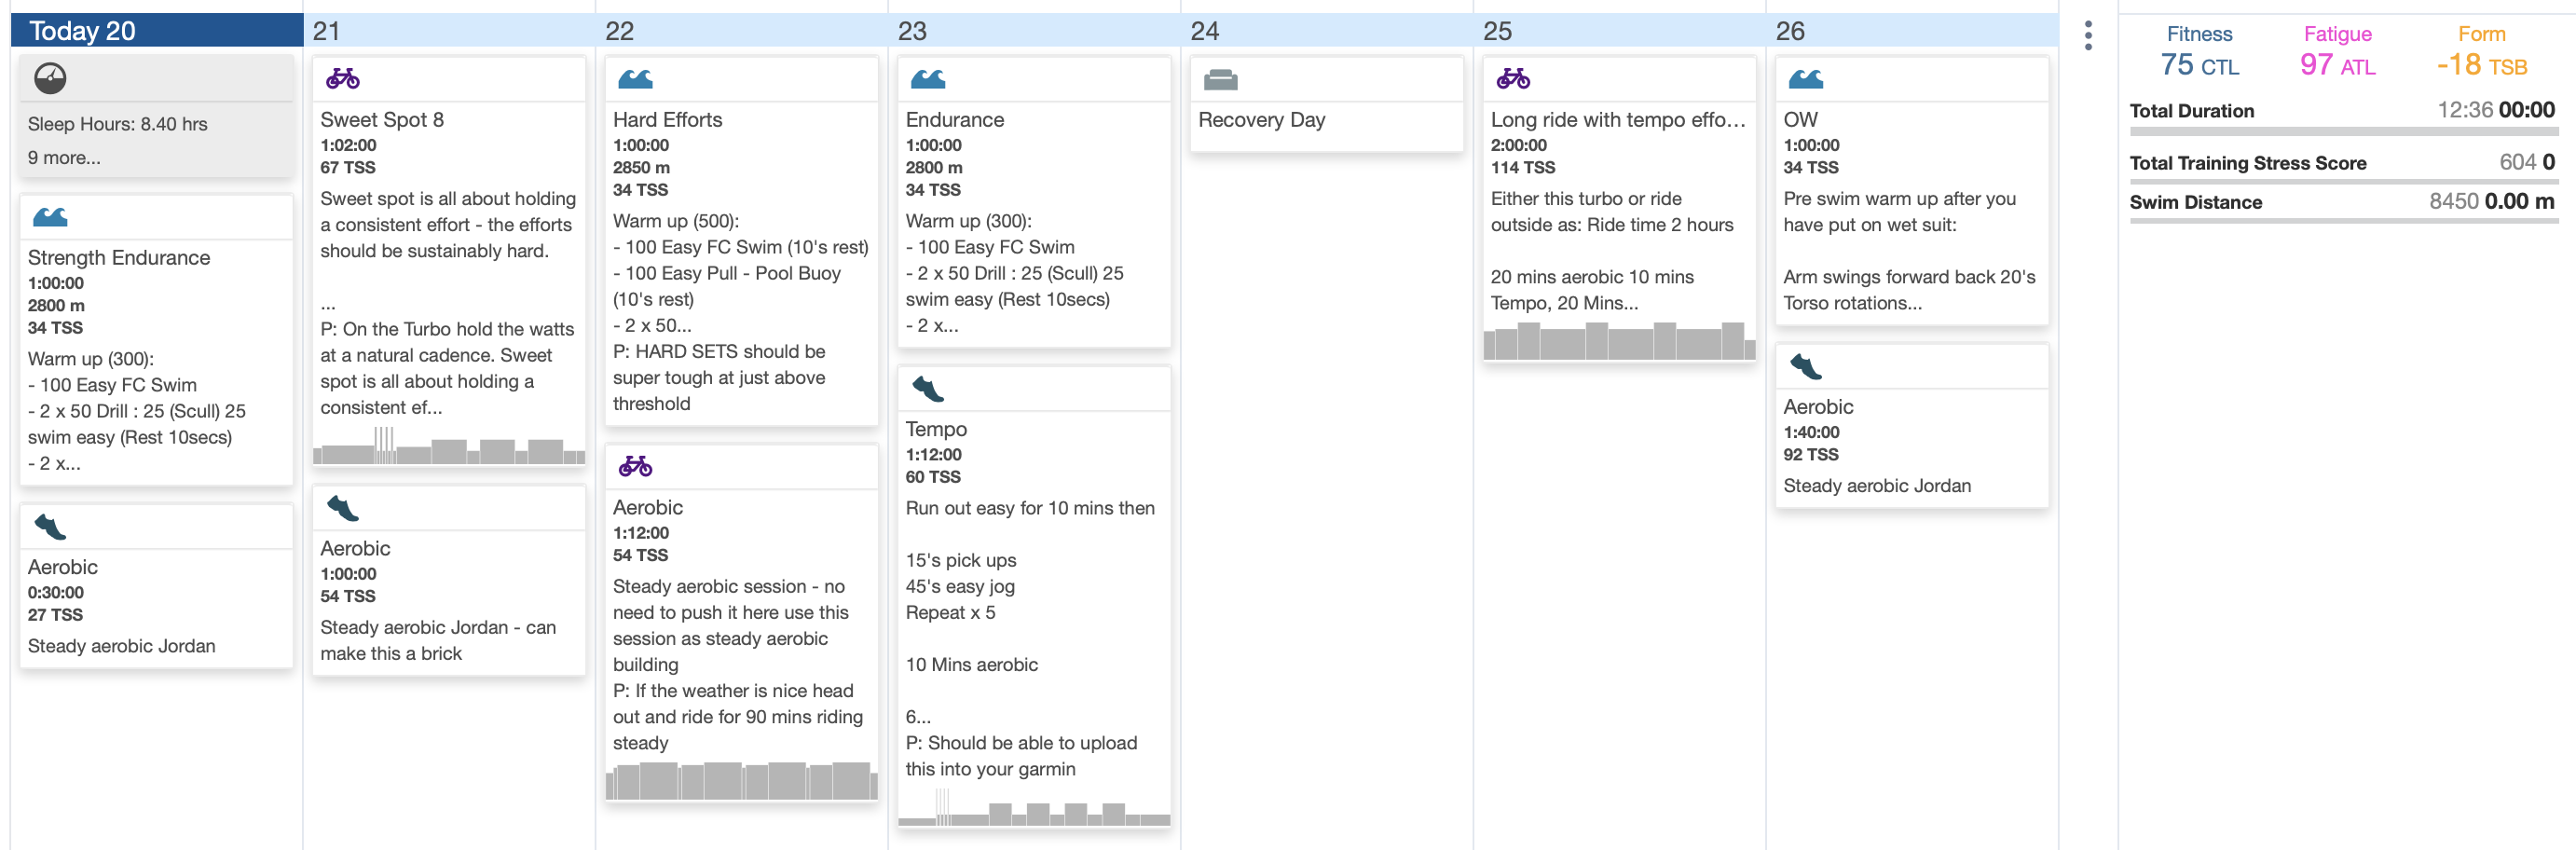 Today 20
Sleep Hours: 8.40 hrs
9 more...
Strength Endurance
1:00:00
2800 m
34 TSS
Warm up (300):
- 100 Easy FC Swim
- 2 x 50 Drill : 25 (Scull) 25
swim easy (Rest 10secs)
- 2 x...
Aerobic
0:30:00
27 TSS
Steady aerobic Jordan
21
Sweet Spot 8
1:02:00
67 TSS
Sweet spot is all about holding
a consistent effort - the efforts
should be sustainably hard.
...
P: On the Turbo hold the watts
at a natural cadence. Sweet
spot is all about holding a
consistent ef...
Aerobic
1:00:00
54 TSS
Steady aerobic Jordan - can
make this a brick
22
Hard Efforts
1:00:00
2850 m
34 TSS
Warm up (500):
- 100 Easy FC Swim (10's rest)
- 100 Easy Pull - Pool Buoy
(10's rest)
- 2 x 50...
P: HARD SETS should be
super tough at just above
threshold
Aerobic
1:12:00
54 TSS
Steady aerobic session - no
need to push it here use this
session as steady aerobic
building
P: If the weather is nice head
out and ride for 90 mins riding
steady
23
Endurance
1:00:00
2800 m
34 TSS
Warm up (300):
- 100 Easy FC Swim
- 2 x 50 Drill : 25 (Scull) 25
swim easy (Rest 10secs)
- 2 x...
Tempo
1:12:00
60 TSS
Run out easy for 10 mins then
15's pick ups
45's easy jog
Repeat x 5
10 Mins aerobic
6...
P: Should be able to upload
this into your garmin
24
Recovery Day
25
Long ride with tempo effo...
2:00:00
114 TSS
Either this turbo or ride
outside as: Ride time 2 hours
20 mins aerobic 10 mins
Tempo, 20 Mins...
26
OW
1:00:00
34 TSS
Pre swim warm up after you
have put on wet suit:
Arm swings forward back 20's
Torso rotations...
Aerobic
1:40:00
92 TSS
Steady aerobic Jordan
Fitness Fatigue Form
75 CTL 97 ATL -18 TSB
Total Duration 12:36 00:00
Total Training Stress Score 604 0
Swim Distance 8450 0.00 m